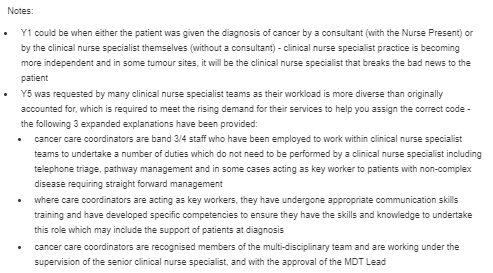 Notes:
• Y1 could be when either the patient was given the diagnosis of cancer by a consultant (with the Nurse Present) or
by the clinical nurse specialist themselves (without a consultant) - clinical nurse specialist practice is becoming
more independent and in some tumour sites, it will be the clinical nurse specialist that breaks the bad news to the
patient
• Y5 was requested by many clinical nurse specialist teams as their workload is more diverse than originally
accounted for, which is required to meet the rising demand for their services to help you assign the correct code -
the following 3 expanded explanations have been provided:
• cancer care coordinators are band 3/4 staff who have been employed to work within clinical nurse specialist
teams to undertake a number of duties which do not need to be performed by a clinical nurse specialist including
telephone triage, pathway management and in some cases acting as key worker to patients with non-complex
disease requiring straight forward management
• where care coordinators are acting as key workers, they have undergone appropriate communication skills
training and have developed specific competencies to ensure they have the skills and knowledge to undertake
this role which may include the support of patients at diagnosis
• cancer care coordinators are recognised members of the multi-disciplinary team and are working under the
supervision of the senior clinical nurse specialist, and with the approval of the MDT Lead